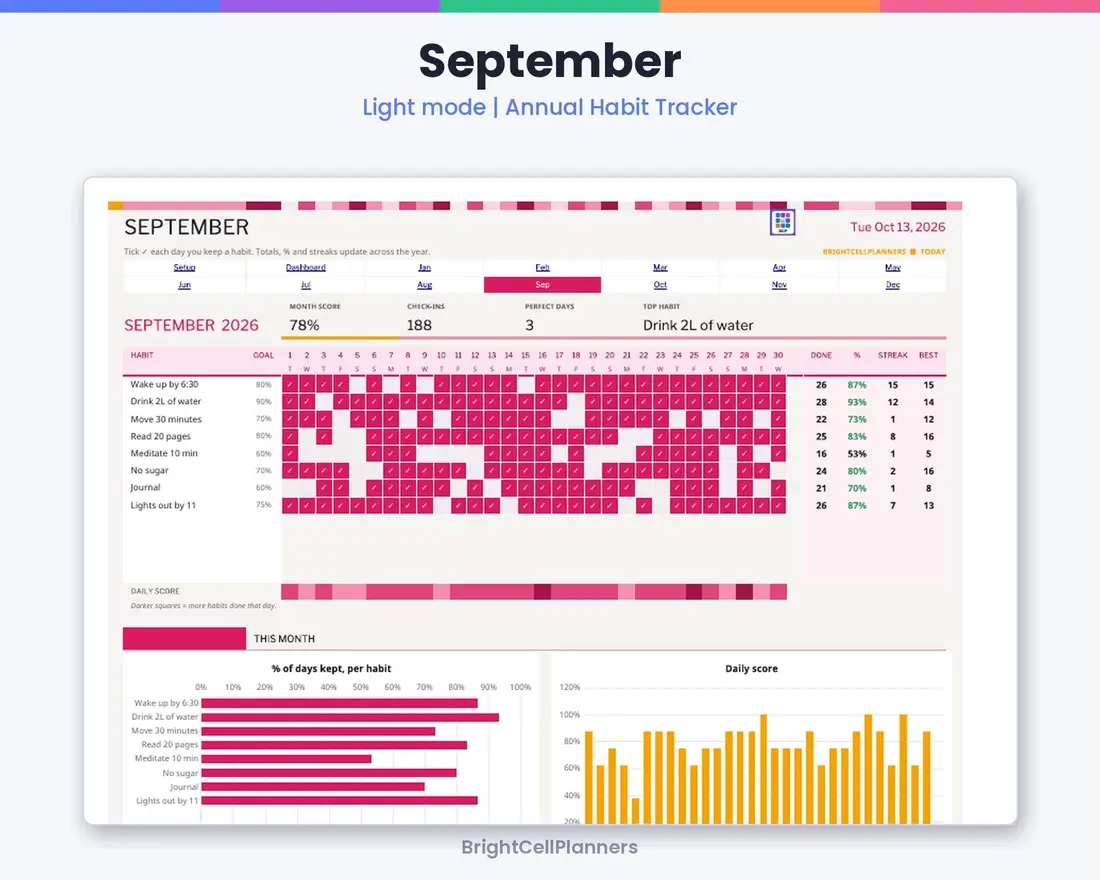 September
Light mode | Annual Habit Tracker
SEPTEMBER
Tue Oct 13, 2026
Tick ✓ each day you keep a habit. Totals, % and streaks update across the year.
BRIGHTCELLPLANNERS ■ TODAY
Setup Dashboard Jan Feb Mar Apr May
Jun Jul Aug Sep Oct Nov Dec
MONTH SCORE CHECK-INS PERFECT DAYS TOP HABIT
SEPTEMBER 2026 78% 188 3 Drink 2L of water
HABIT GOAL 1 2 3 4 5 6 7 8 9 10 11 12 13 14 15 16 17 18 19 20 21 22 23 24 25 26 27 28 29 30 DONE % STREAK BEST
T W T F S S M T W T F S S M T W T F S S M T W T F S S M T W
Wake up by 6:30 80% 26 87% 15 15
Drink 2L of water 90% 28 93% 12 14
Move 30 minutes 70% 22 73% 1 12
Read 20 pages 80% 25 83% 8 16
Meditate 10 min 60% 16 53% 1 5
No sugar 70% 24 80% 2 16
Journal 60% 21 70% 1 8
Lights out by 11 75% 26 87% 7 13
DAILY SCORE
Darker squares = more habits done that day.
THIS MONTH
% of days kept, per habit
0% 10% 20% 30% 40% 50% 60% 70% 80% 90% 100%
Wake up by 6:30
Drink 2L of water
Move 30 minutes
Read 20 pages
Meditate 10 min
No sugar
Journal
Lights out by 11
Daily score
120%
100%
80%
60%
40%
20%
BrightCellPlanners